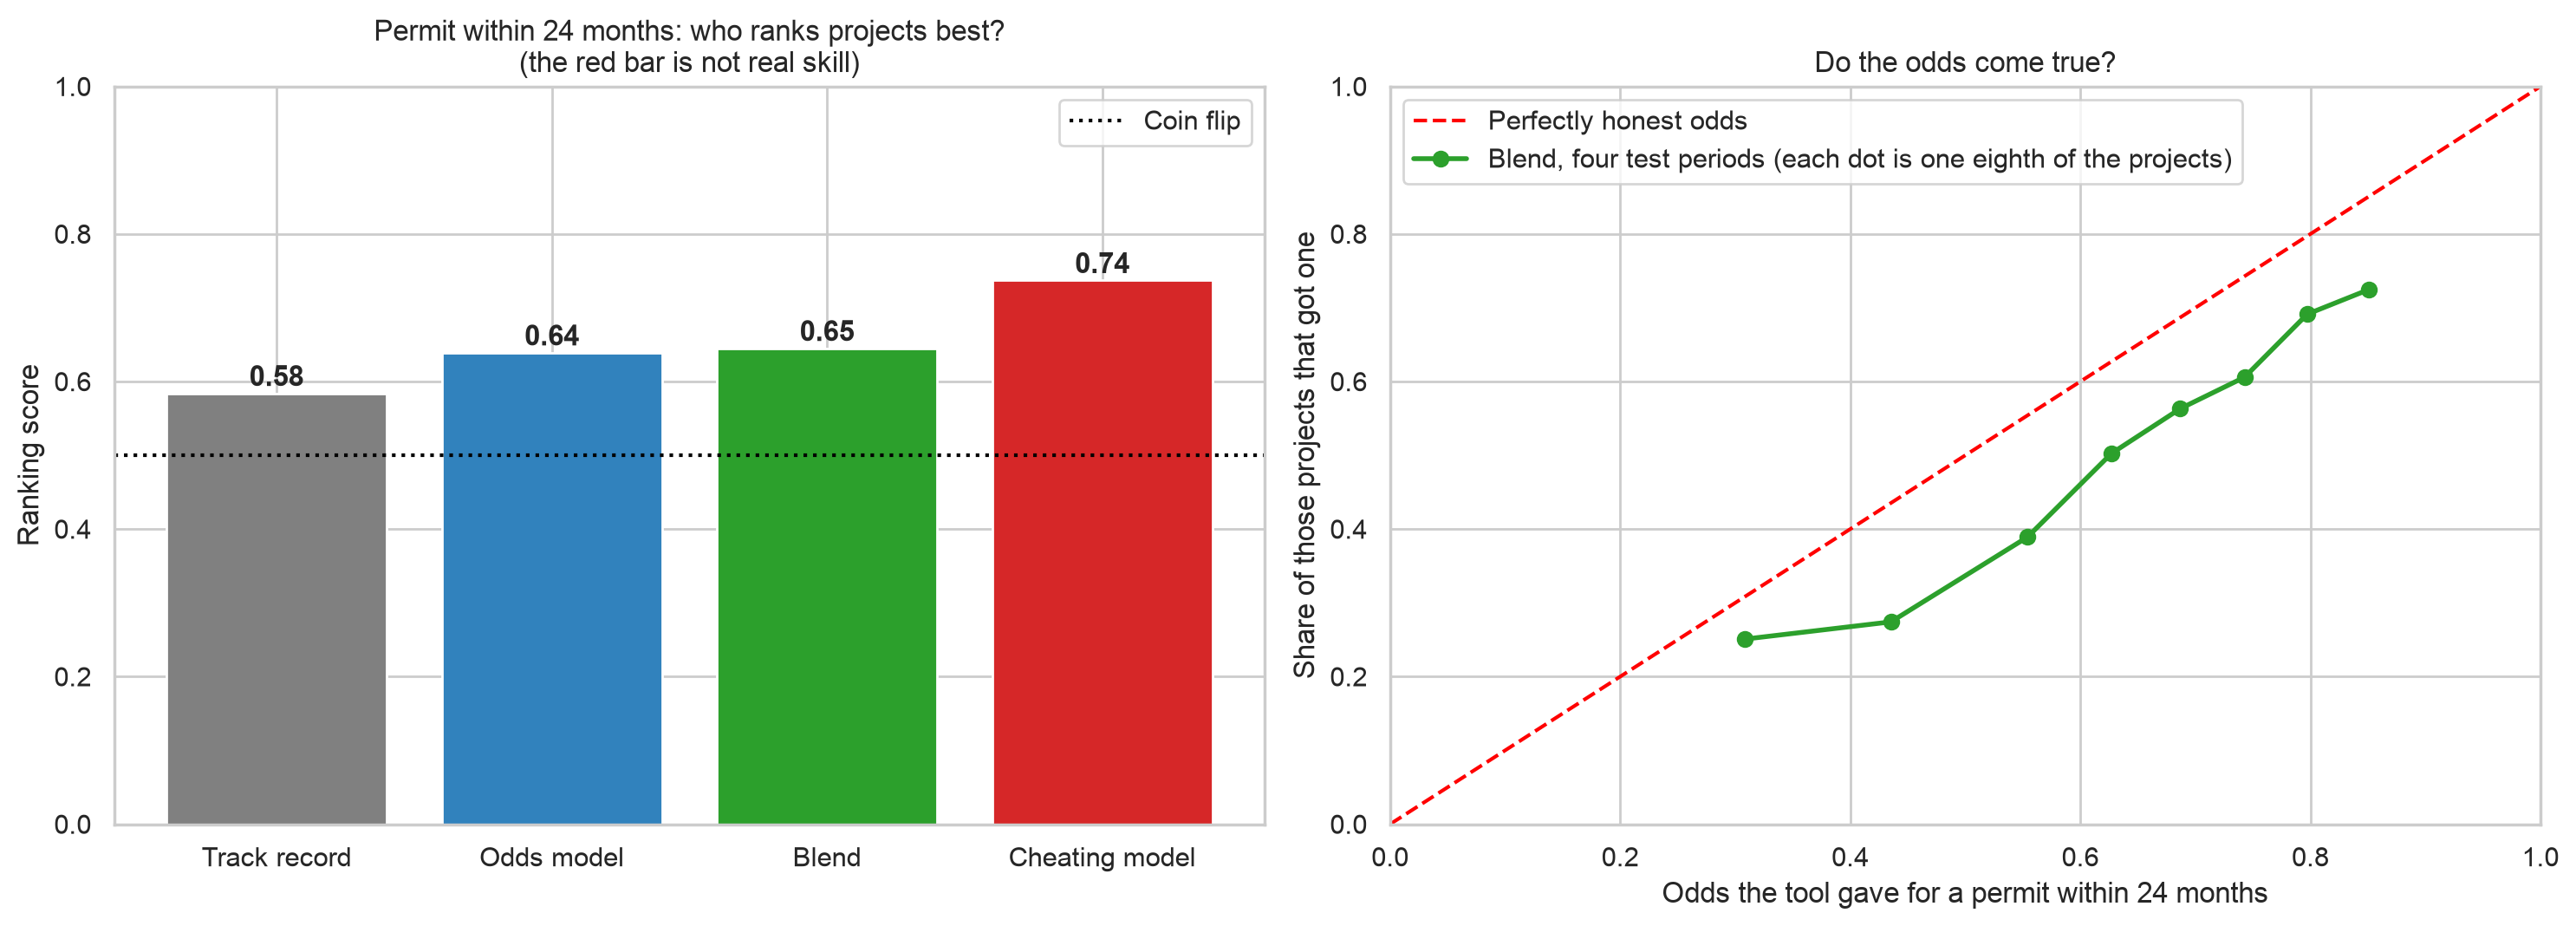 Permit within 24 months: who ranks projects best?
(the red bar is not real skill)
Ranking score
1.0
0.8
0.6
0.4
0.2
0.0
Coin flip
0.58
0.64
0.65
0.74
Track record
Odds model
Blend
Cheating model
Do the odds come true?
Share of those projects that got one
1.0
0.8
0.6
0.4
0.2
0.0
Perfectly honest odds
Blend, four test periods (each dot is one eighth of the projects)
0.0
0.2
0.4
0.6
0.8
1.0
Odds the tool gave for a permit within 24 months